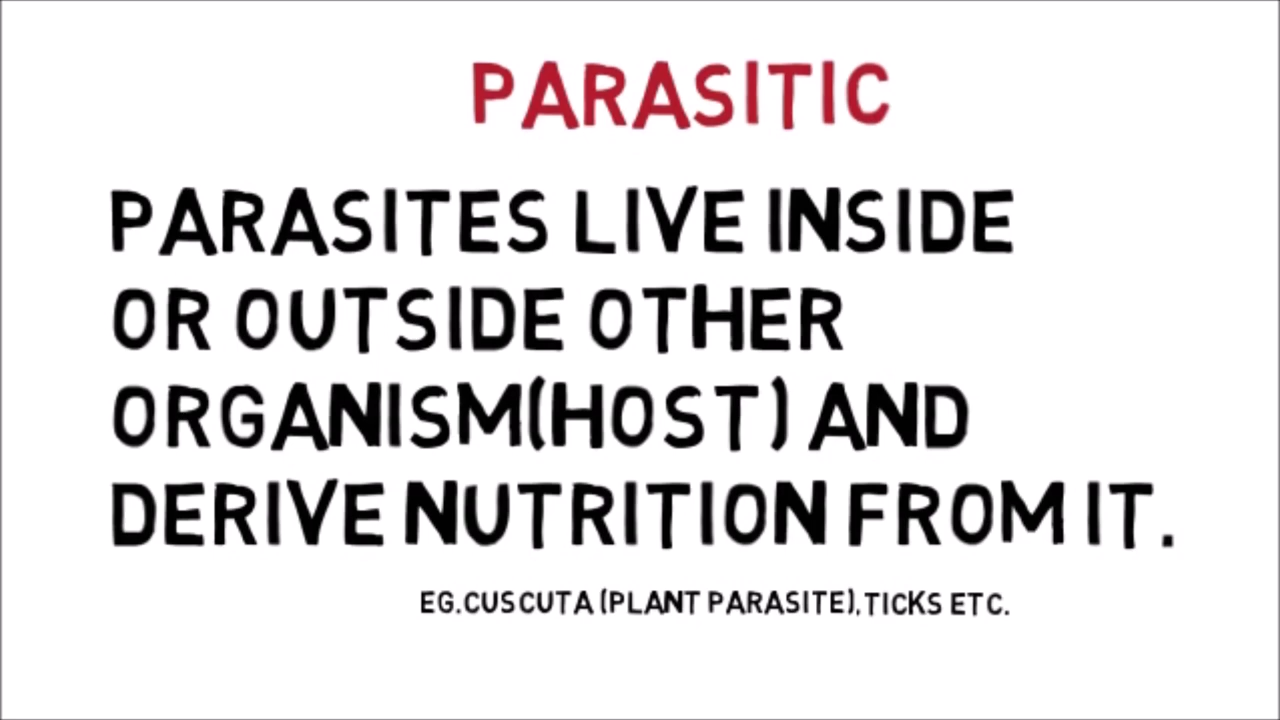 PARASITIC
PARASITES LIVE INSIDE
OR OUTSIDE OTHER
ORGANISM(HOST) AND
DERIVE NUTRITION FROM IT.
EG.CUSCUTA (PLANT PARASITE),TICKS ETC.